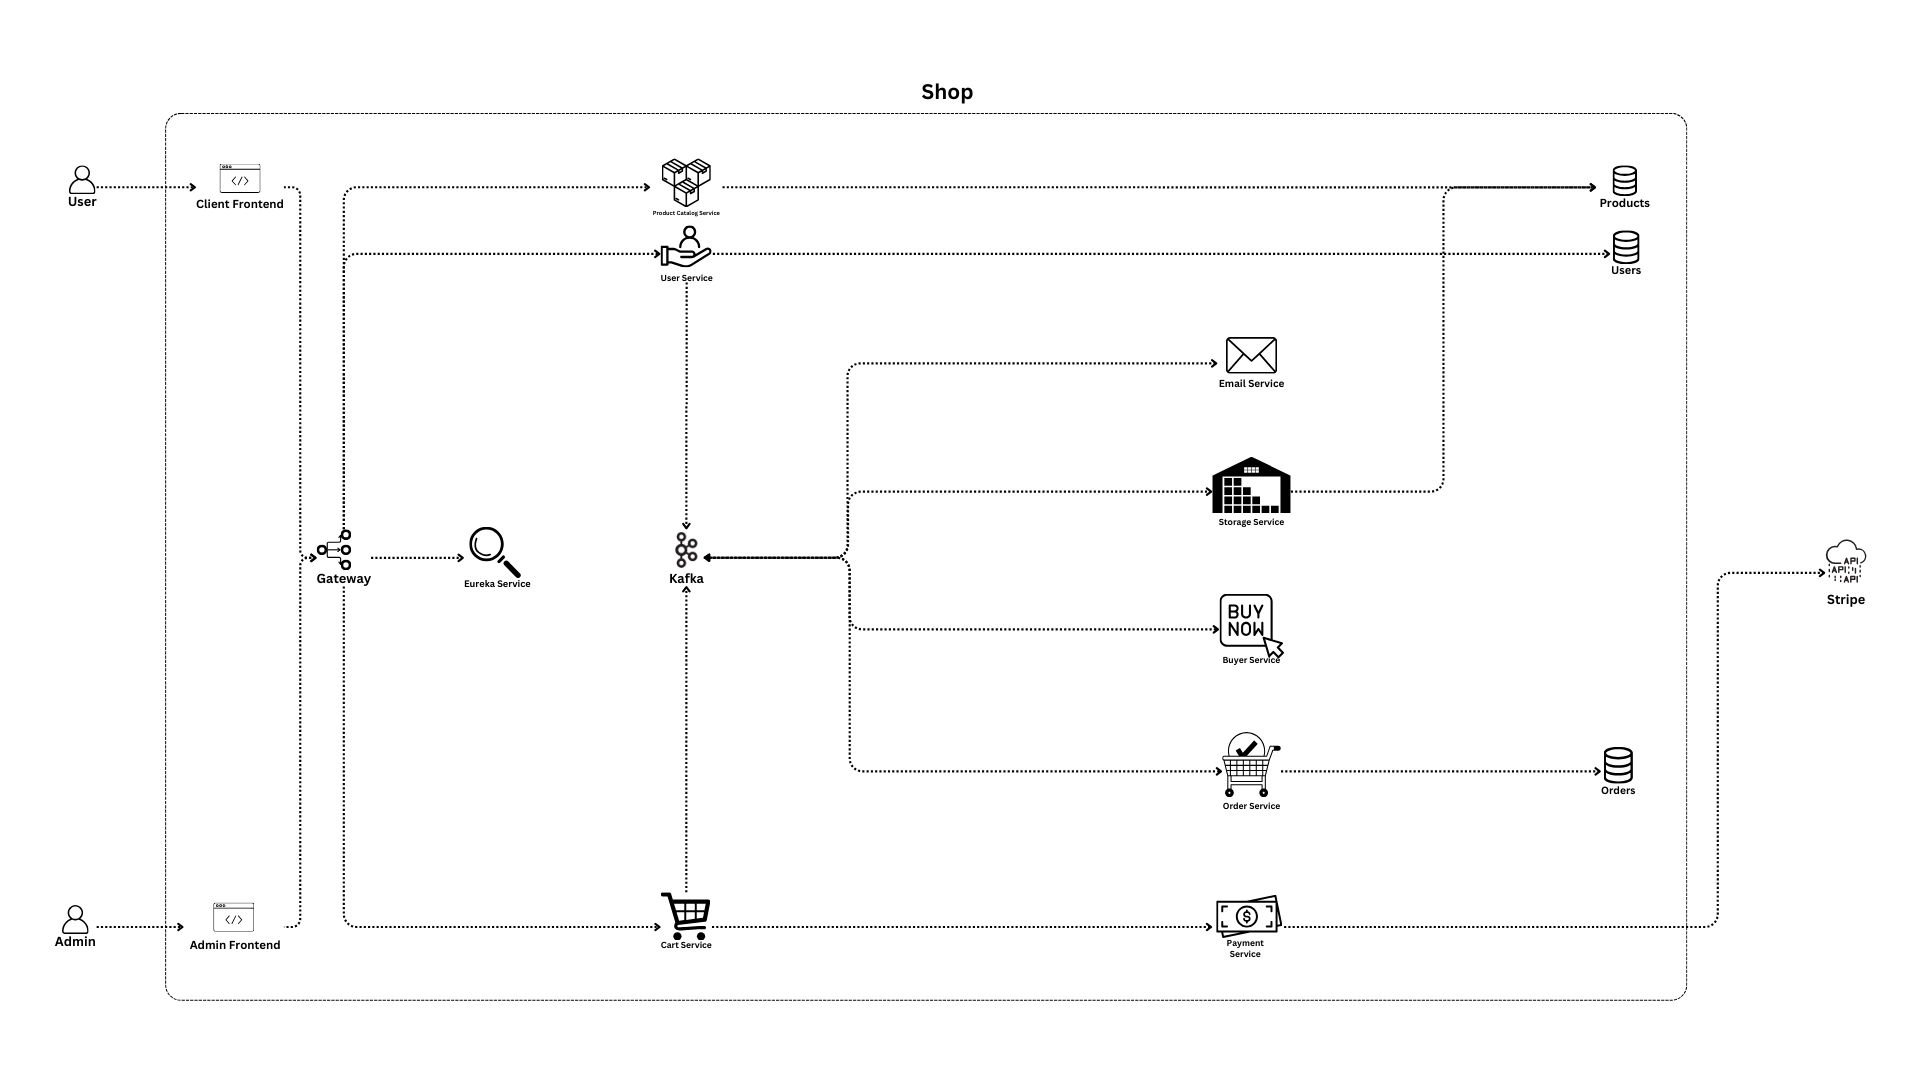 Shop
User
</>
Client Frontend
Product Catalog Service
Products
User Service
Users
Email Service
Storage Service
Gateway
Eureka Service
Kafka
API
API
API
Stripe
BUY
NOW
Buyer Service
Order Service
Orders
Admin
</>
Admin Frontend
Cart Service
$
Payment
Service